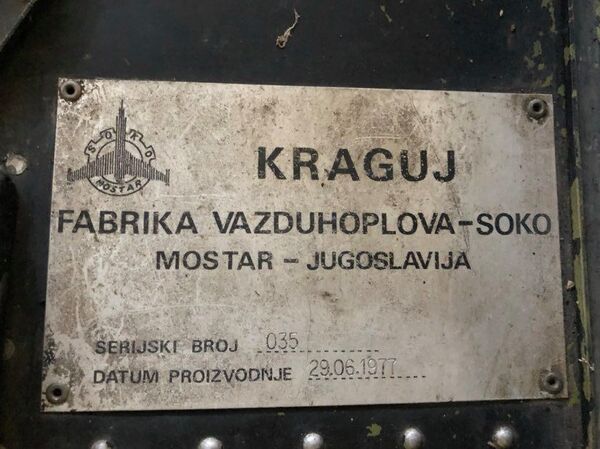 SOKO
MOSTAR
KRAGUJ
FABRIKA VAZDUHOPLOVA-SOKO
MOSTAR - JUGOSLAVIJA
SERIJSKI BROJ 035
DATUM PROIZVODNJE 29.06.1977